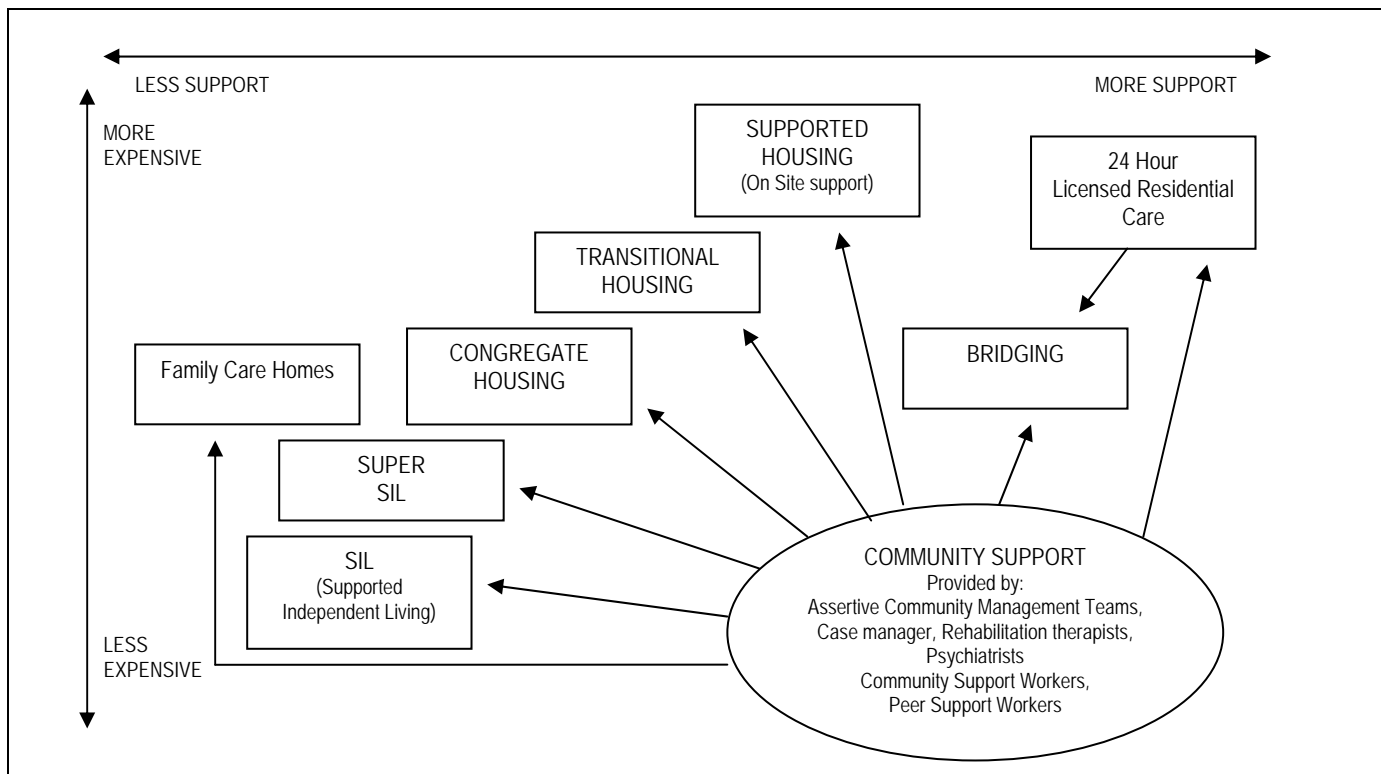 LESS SUPPORT
MORE SUPPORT
MORE
EXPENSIVE
SUPPORTED
HOUSING
(On Site support)
24 Hour
Licensed Residential
Care
TRANSITIONAL
HOUSING
Family Care Homes
CONGREGATE
HOUSING
BRIDGING
SUPER
SIL
SIL
(Supported
Independent Living)
LESS
EXPENSIVE
COMMUNITY SUPPORT
Provided by:
Assertive Community Management Teams,
Case manager, Rehabilitation therapists,
Psychiatrists
Community Support Workers,
Peer Support Workers